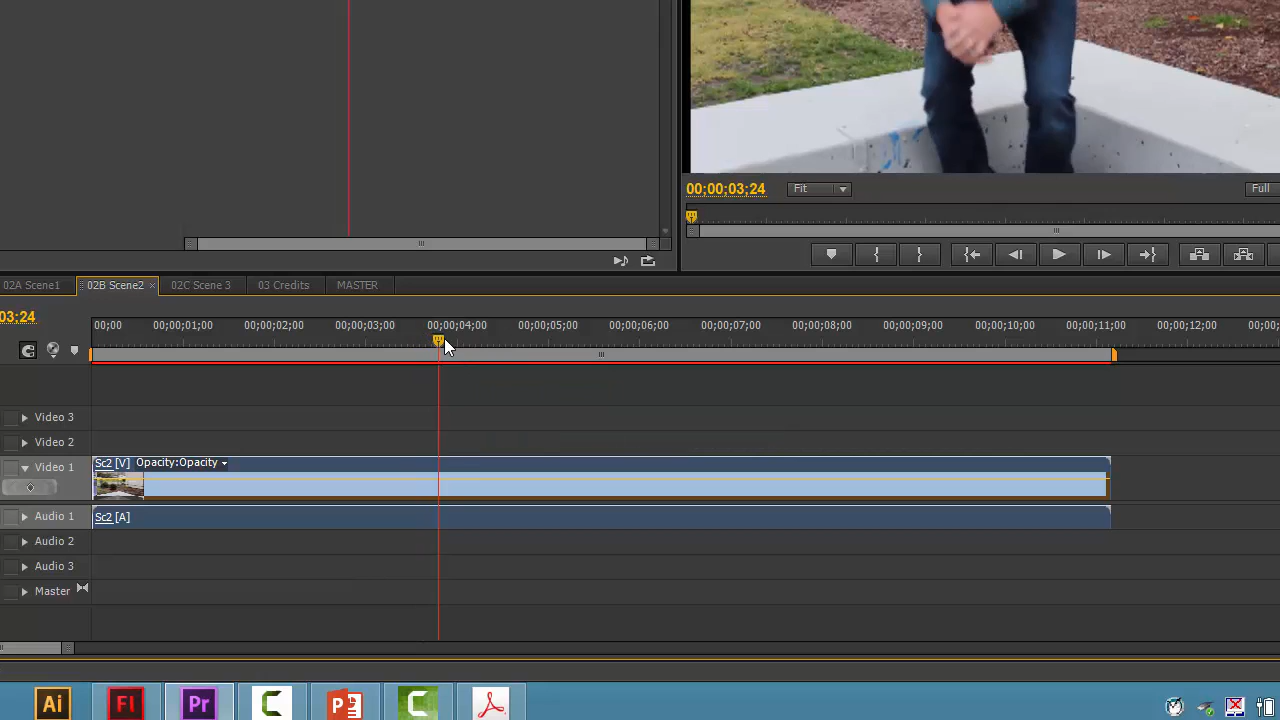 00;00;03;24 Fit Full
02A Scene1 02B Scene2 × 02C Scene 3 03 Credits MASTER
03;24 00;00 00;00;01;00 00;00;02;00 00;00;03;00 00;00;04;00 00;00;05;00 00;00;06;00 00;00;07;00 00;00;08;00 00;00;09;00 00;00;10;00 00;00;11;00 00;00;12;00 00;00;
Video 3
Video 2
Video 1 Sc2 [V] Opacity:Opacity
Audio 1 Sc2 [A]
Audio 2
Audio 3
Master
Ai Fl Pr C P C